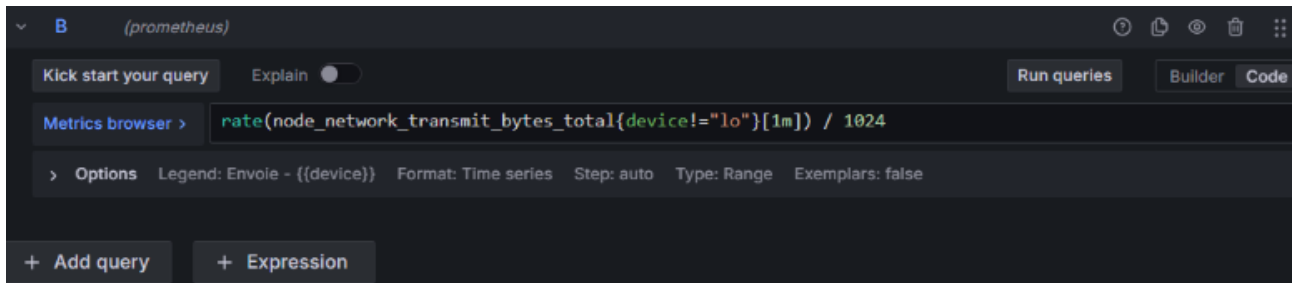 B (prometheus)
Kick start your query Explain Run queries Builder Code
Metrics browser > rate(node_network_transmit_bytes_total{device!="lo"}[1m]) / 1024
> Options Legend: Envoie - {{device}} Format: Time series Step: auto Type: Range Exemplars: false
+ Add query + Expression